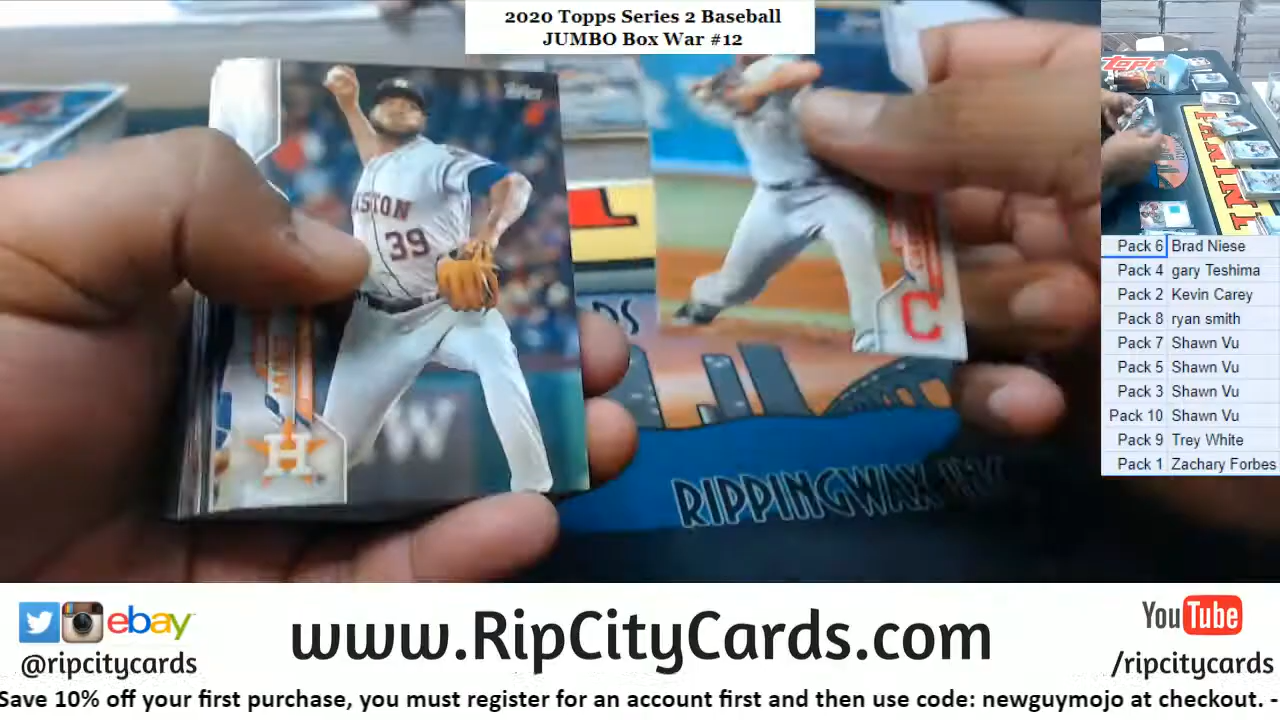 2020 Topps Series 2 Baseball
JUMBO Box War #12
Topps
39
H
W
C
RIPPINGWAX
Pack 6 Brad Niese
Pack 4 gary Teshima
Pack 2 Kevin Carey
Pack 8 ryan smith
Pack 7 Shawn Vu
Pack 5 Shawn Vu
Pack 3 Shawn Vu
Pack 10 Shawn Vu
Pack 9 Trey White
Pack 1 Zachary Forbes
ebay
@ripcitycards
www.RipCityCards.com
YouTube
/ripcitycards
Save 10% off your first purchase, you must register for an account first and then use code: newguymojo at checkout. -